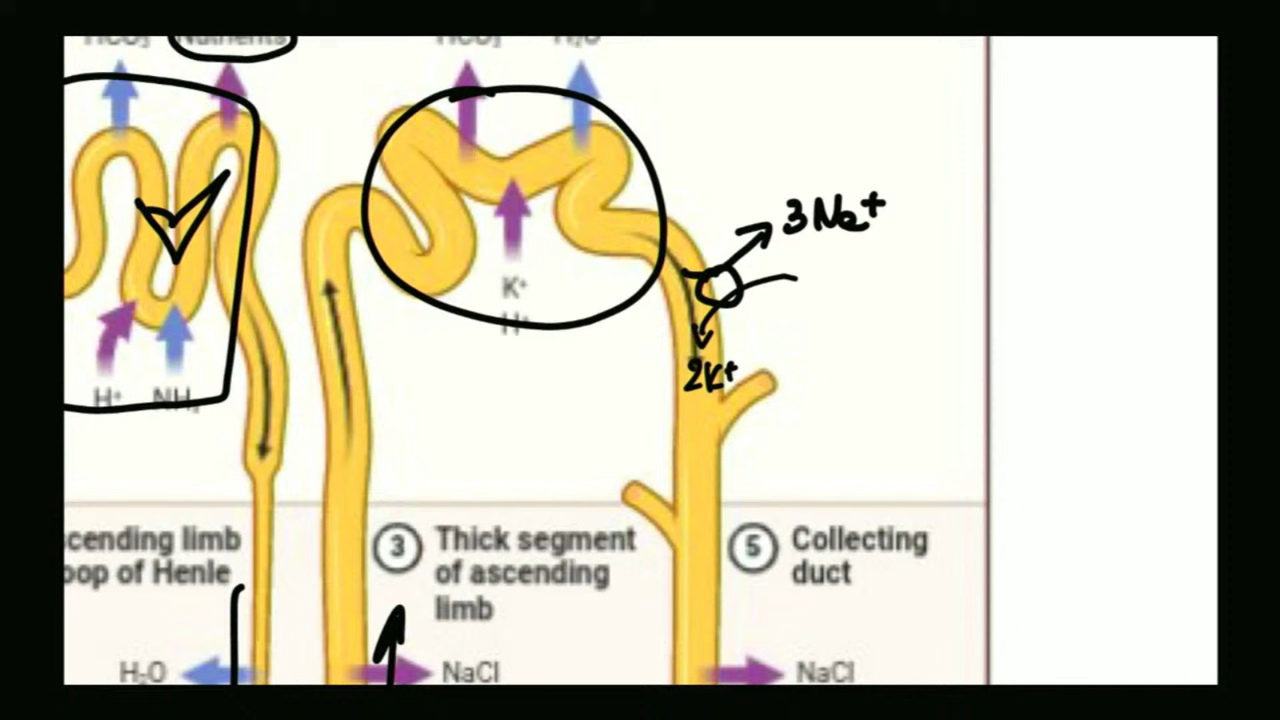 HCO₃⁻ Nutrients HCO₃⁻ H₂O
3Na⁺
K⁺
H⁺
2K⁺
H⁺ NH₃
scending limb
oop of Henle
3 Thick segment
of ascending
limb
5 Collecting
duct
H₂O NaCl NaCl